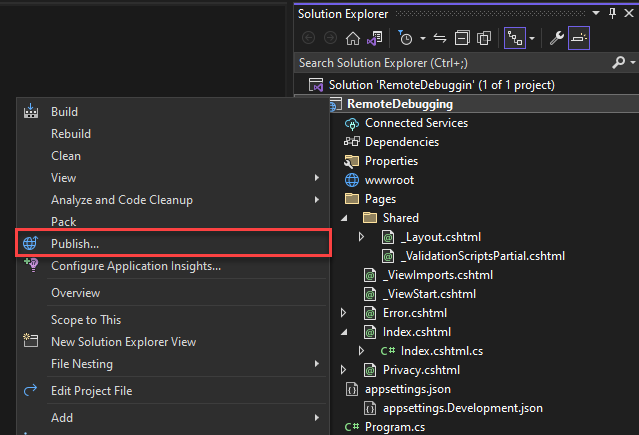 Solution Explorer
Search Solution Explorer (Ctrl+;)
Solution 'RemoteDebuggin' (1 of 1 project)
RemoteDebugging
Connected Services
Dependencies
Properties
wwwroot
Pages
Shared
_Layout.cshtml
_ValidationScriptsPartial.cshtml
_ViewImports.cshtml
_ViewStart.cshtml
Error.cshtml
Index.cshtml
C# Index.cshtml.cs
Privacy.cshtml
appsettings.json
appsettings.Development.json
C# Program.cs
Build
Rebuild
Clean
View
Analyze and Code Cleanup
Pack
Publish...
Configure Application Insights...
Overview
Scope to This
New Solution Explorer View
File Nesting
Edit Project File
Add